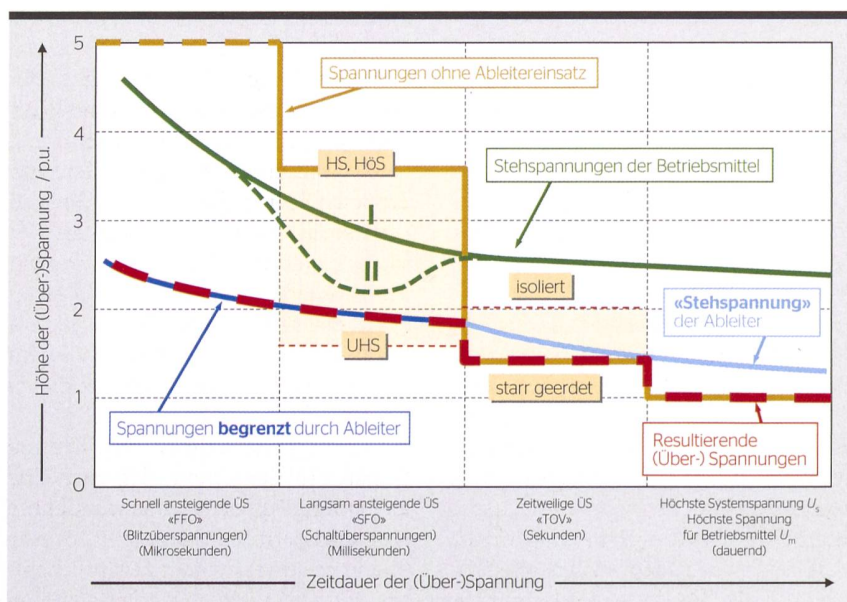 5
4
3
2
1
0
Höhe der (Über-)Spannung / p.u.
Spannungen ohne Ableitereinsatz
HS, HöS
Stehspannungen der Betriebsmittel
I
II
isoliert
UHS
«Stehspannung»
der Ableiter
starr geerdet
Spannungen begrenzt durch Ableiter
Resultierende
(Über-) Spannungen
Schnell ansteigende ÜS
«FFO»
(Blitzüberspannungen)
(Mikrosekunden)
Langsam ansteigende ÜS
«SFO»
(Schaltüberspannungen)
(Millisekunden)
Zeitweilige ÜS
«TOV»
(Sekunden)
Höchste Systemspannung Us
Höchste Spannung
für Betriebsmittel Um
(dauernd)
Zeitdauer der (Über-)Spannung